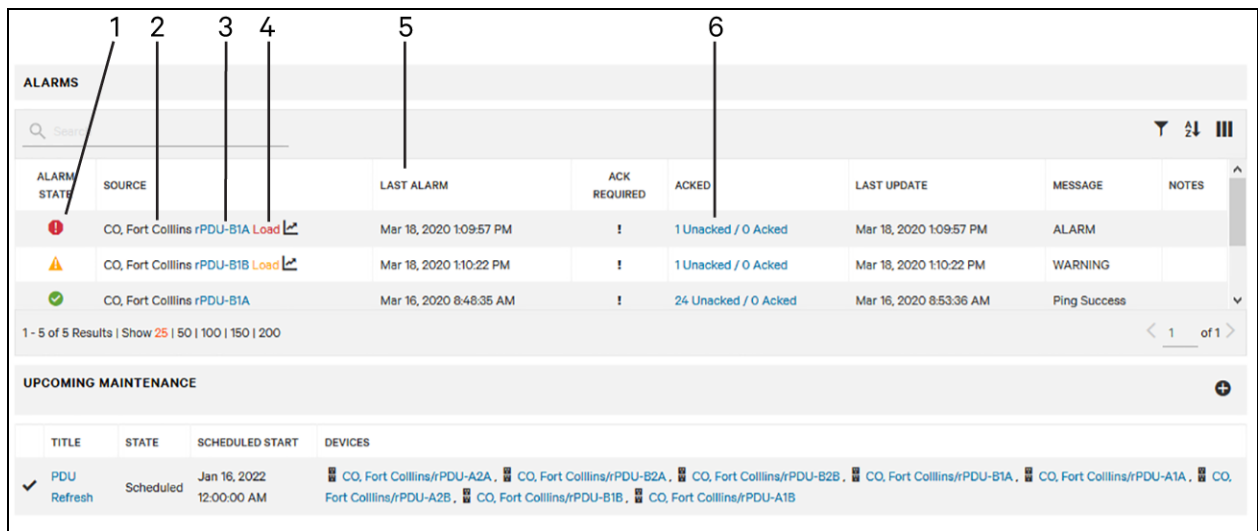 1 2 3 4 5 6
ALARMS
Search
ALARM STATE SOURCE LAST ALARM ACK REQUIRED ACKED LAST UPDATE MESSAGE NOTES
CO, Fort Colllins rPDU-B1A Load Mar 18, 2020 1:09:57 PM ! 1 Unacked / 0 Acked Mar 18, 2020 1:09:57 PM ALARM
CO, Fort Colllins rPDU-B1B Load Mar 18, 2020 1:10:22 PM ! 1 Unacked / 0 Acked Mar 18, 2020 1:10:22 PM WARNING
CO, Fort Colllins rPDU-B1A Mar 16, 2020 8:48:35 AM ! 24 Unacked / 0 Acked Mar 16, 2020 8:53:36 AM Ping Success
1 - 5 of 5 Results | Show 25 | 50 | 100 | 150 | 200 1 of 1
UPCOMING MAINTENANCE
TITLE STATE SCHEDULED START DEVICES
PDU Refresh Scheduled Jan 16, 2022 12:00:00 AM CO, Fort Colllins/rPDU-A2A, CO, Fort Colllins/rPDU-B2A, CO, Fort Colllins/rPDU-B2B, CO, Fort Colllins/rPDU-B1A, CO, Fort Colllins/rPDU-A1A, CO,
Fort Colllins/rPDU-A2B, CO, Fort Colllins/rPDU-B1B, CO, Fort Colllins/rPDU-A1B